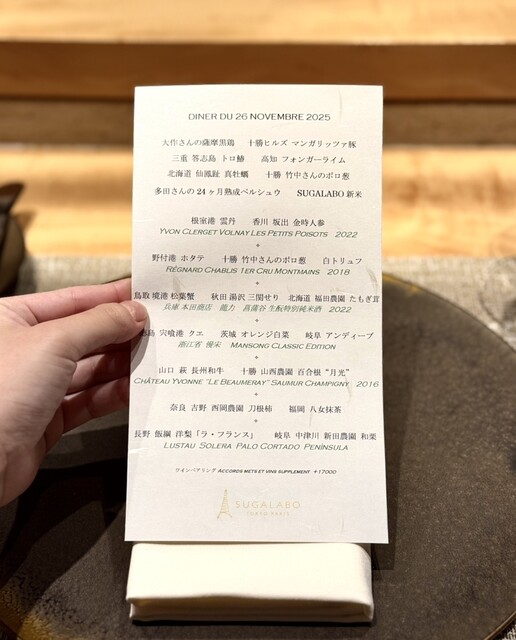 DINER DU 26 NOVEMBRE 2025
大作さんの薩摩黒鶏 十勝ヒルズ マンガリッツァ豚
三重 答志島 トロ鰆 高知 フィンガーライム
北海道 仙鳳趾 真牡蠣 十勝 竹中さんのポロ葱
多田さんの24ヶ月熟成ペルシュウ SUGALABO 新米
根室港 雲丹 香川 坂出 金時人参
YVON CLERGET VOLNAY LES PETITS POISOTS 2022
+
野付港 ホタテ 十勝 竹中さんのポロ葱 白トリュフ
RÉGNARD CHABLIS 1ER CRU MONTMAINS 2018
+
鳥取 境港 松葉蟹 秋田 湯沢 三関せり 北海道 福田農園 たもぎ茸
兵庫 本田商店 龍力 菖蒲谷 生酛特別純米酒 2022
+
島 宍喰港 クエ 茨城 オレンジ白菜 岐阜 アンディーブ
浙江省 慢宋 MANSONG CLASSIC EDITION
+
山口 萩 長州和牛 十勝 山西農園 百合根 “月光”
CHÂTEAU YVONNE "LE BEAUMERAY" SAUMUR CHAMPIGNY 2016
+
奈良 吉野 西岡農園 刀根柿 福岡 八女抹茶
+
長野 飯綱 洋梨「ラ・フランス」 岐阜 中津川 新田農園 和栗
LUSTAU SOLERA PALO CORTADO PENÍNSULA
ワインペアリング ACCORDS METS ET VINS SUPPLEMENT +17000
SUGALABO
TOKYO PARIS